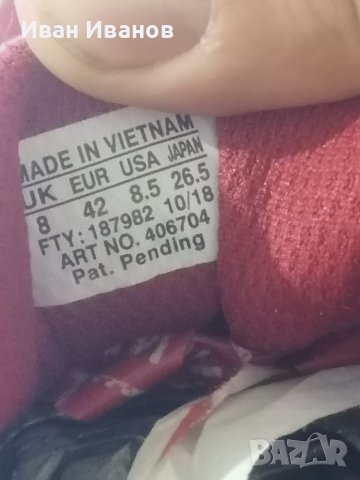 Иван Иванов
MADE IN VIETNAM
UK EUR USA JAPAN
8 42 8.5 26.5
FTY: 187982 10/18
ART NO. 406704
Pat. Pending
BAZAR